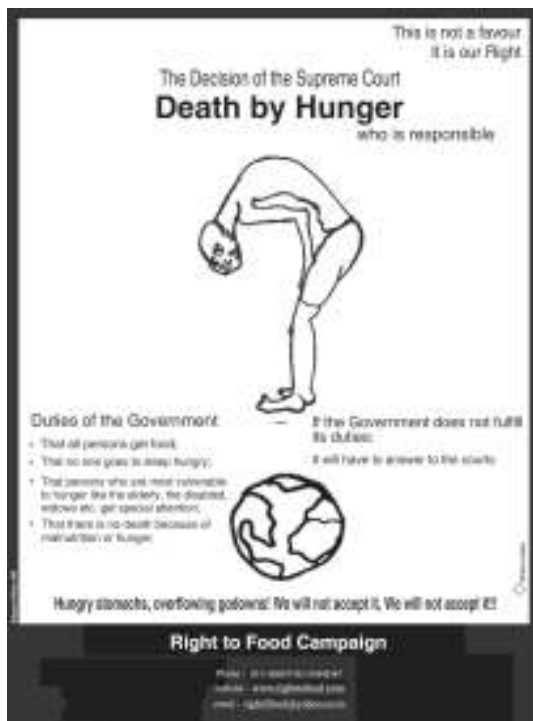 This is not a favour
It is our Right
The Decision of the Supreme Court
Death by Hunger
who is responsible
Duties of the Government
• That all persons get food;
• That no one goes to sleep hungry;
• That persons who are most vulnerable
to hunger like the elderly, the disabled,
widows etc. get special attention;
• That there is no death because of
malnutrition or hunger.
If the Government does not fulfill
its duties:
It will have to answer to the courts
Hungry stomachs, overflowing godowns! We will not accept it, We will not accept it!!
Right to Food Campaign